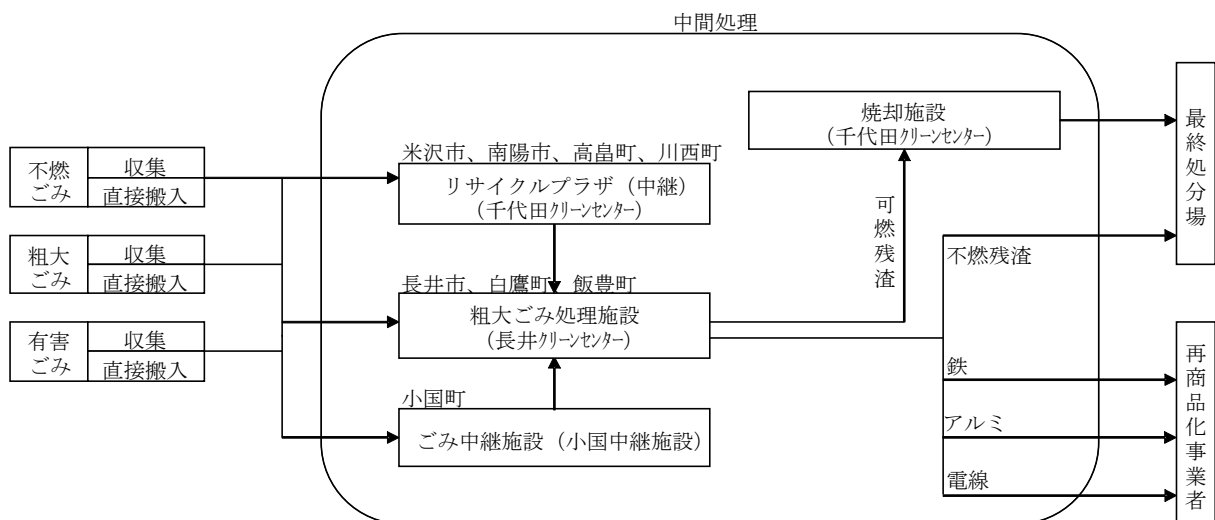 中間処理
不燃
ごみ
収集
直接搬入
粗大
ごみ
収集
直接搬入
有害
ごみ
収集
直接搬入
米沢市、南陽市、高畠町、川西町
リサイクルプラザ（中継）
（千代田ｸﾘｰﾝｾﾝﾀｰ）
長井市、白鷹町、飯豊町
粗大ごみ処理施設
（長井ｸﾘｰﾝｾﾝﾀｰ）
小国町
ごみ中継施設（小国中継施設）
焼却施設
（千代田ｸﾘｰﾝｾﾝﾀｰ）
可燃残渣
不燃残渣
鉄
アルミ
電線
最終処分場
再商品化事業者